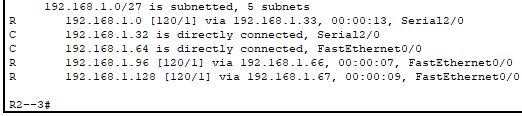 192.168.1.0/27 is subnetted, 5 subnets
R 192.168.1.0 [120/1] via 192.168.1.33, 00:00:13, Serial2/0
C 192.168.1.32 is directly connected, Serial2/0
C 192.168.1.64 is directly connected, FastEthernet0/0
R 192.168.1.96 [120/1] via 192.168.1.66, 00:00:07, FastEthernet0/0
R 192.168.1.128 [120/1] via 192.168.1.67, 00:00:09, FastEthernet0/0
R2--3#